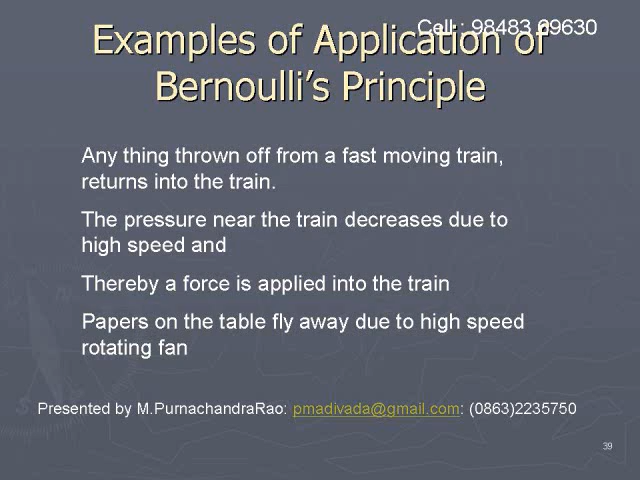 Cell : 98483 69630
Examples of Application of
Bernoulli's Principle
Any thing thrown off from a fast moving train,
returns into the train.
The pressure near the train decreases due to
high speed and
Thereby a force is applied into the train
Papers on the table fly away due to high speed
rotating fan
Presented by M.PurnachandraRao: pmadivada@gmail.com: (0863)2235750
39